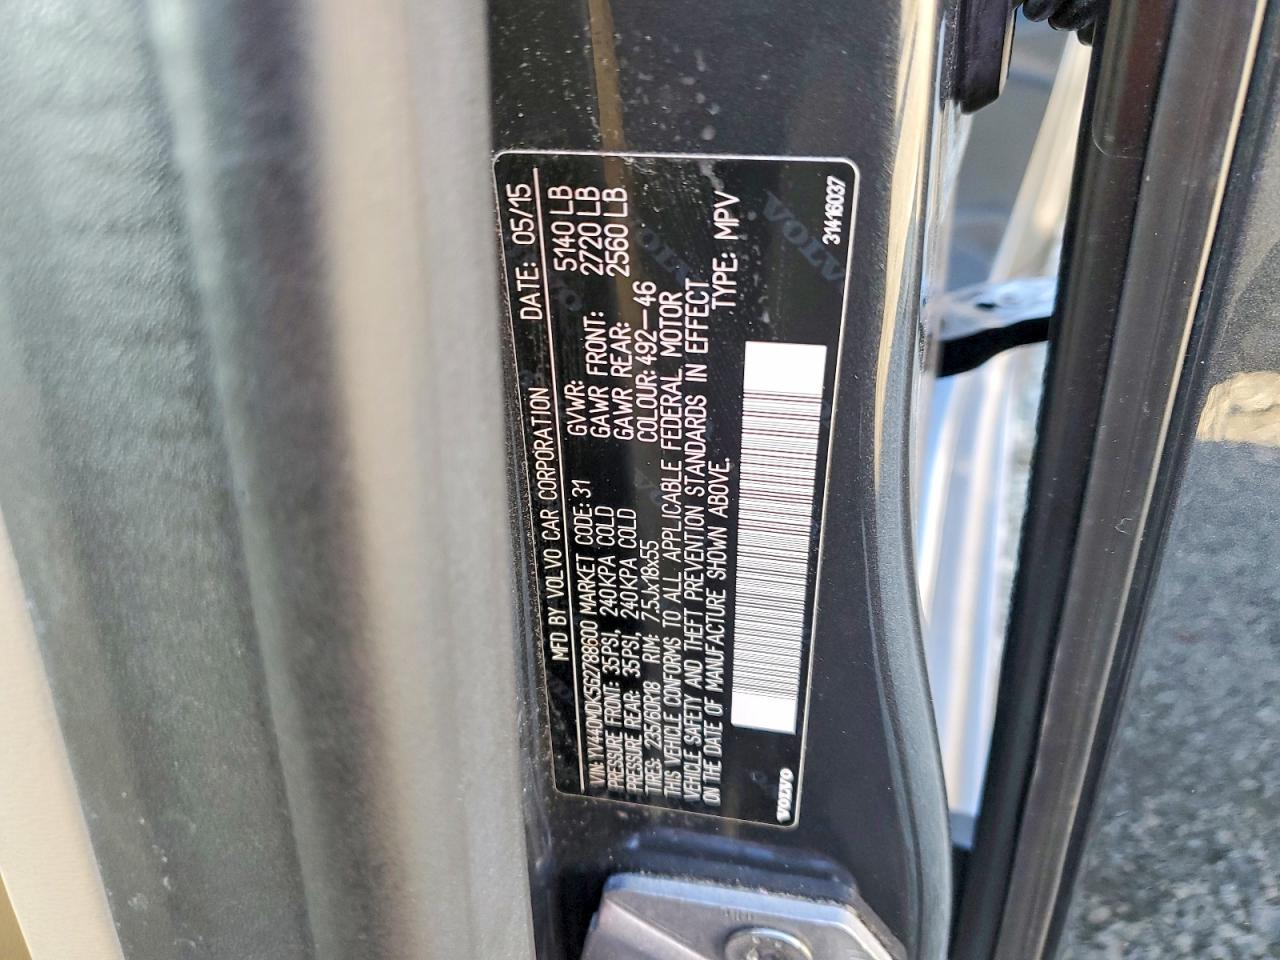 MFD BY VOLVO CAR CORPORATION DATE: 05/15
VIN: YV440MDK5G2788600 MARKET CODE: 31 GVWR: 5140 LB
PRESSURE FRONT: 35PSI, 240KPA COLD GAWR FRONT: 2720 LB
PRESSURE REAR: 35PSI, 240KPA COLD GAWR REAR: 2560 LB
TIRES: 235/60R18 RIM: 7.5Jx18x55 COLOUR: 492-46
THIS VEHICLE CONFORMS TO ALL APPLICABLE FEDERAL MOTOR
VEHICLE SAFETY AND THEFT PREVENTION STANDARDS IN EFFECT
ON THE DATE OF MANUFACTURE SHOWN ABOVE. TYPE: MPV
VOLVO 31416037